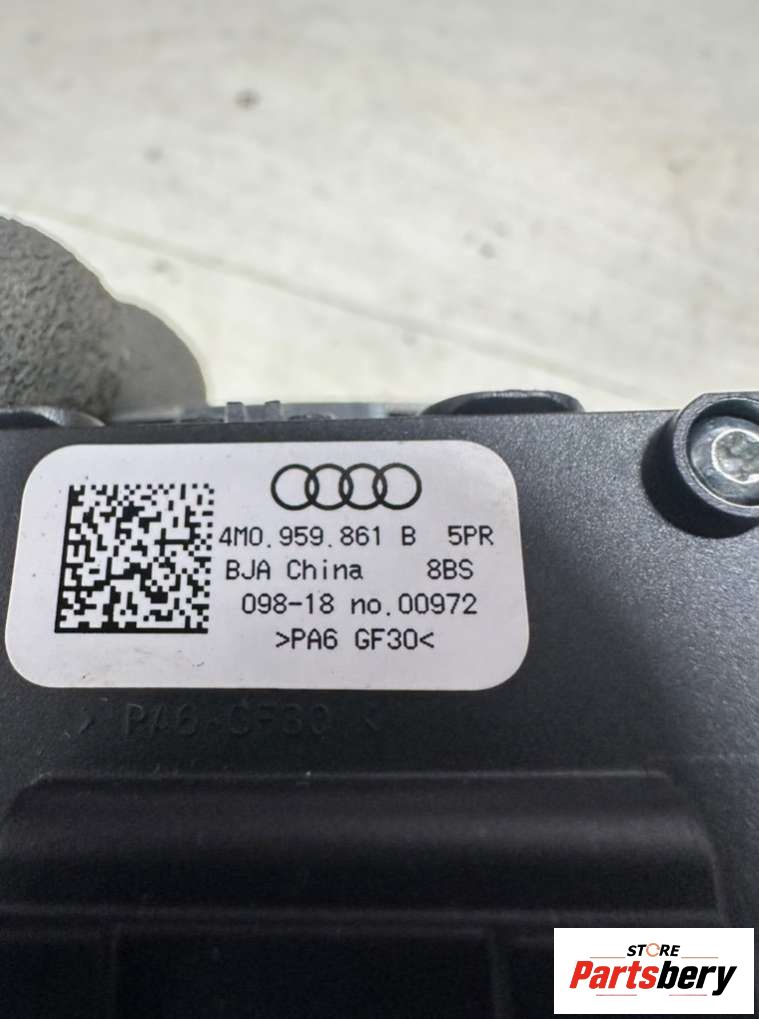 4M0.959.861 B 5PR
BJA China 8BS
098-18 no.00972
>PA6 GF30<
> PA6-GF30 <
STORE
Partsbery